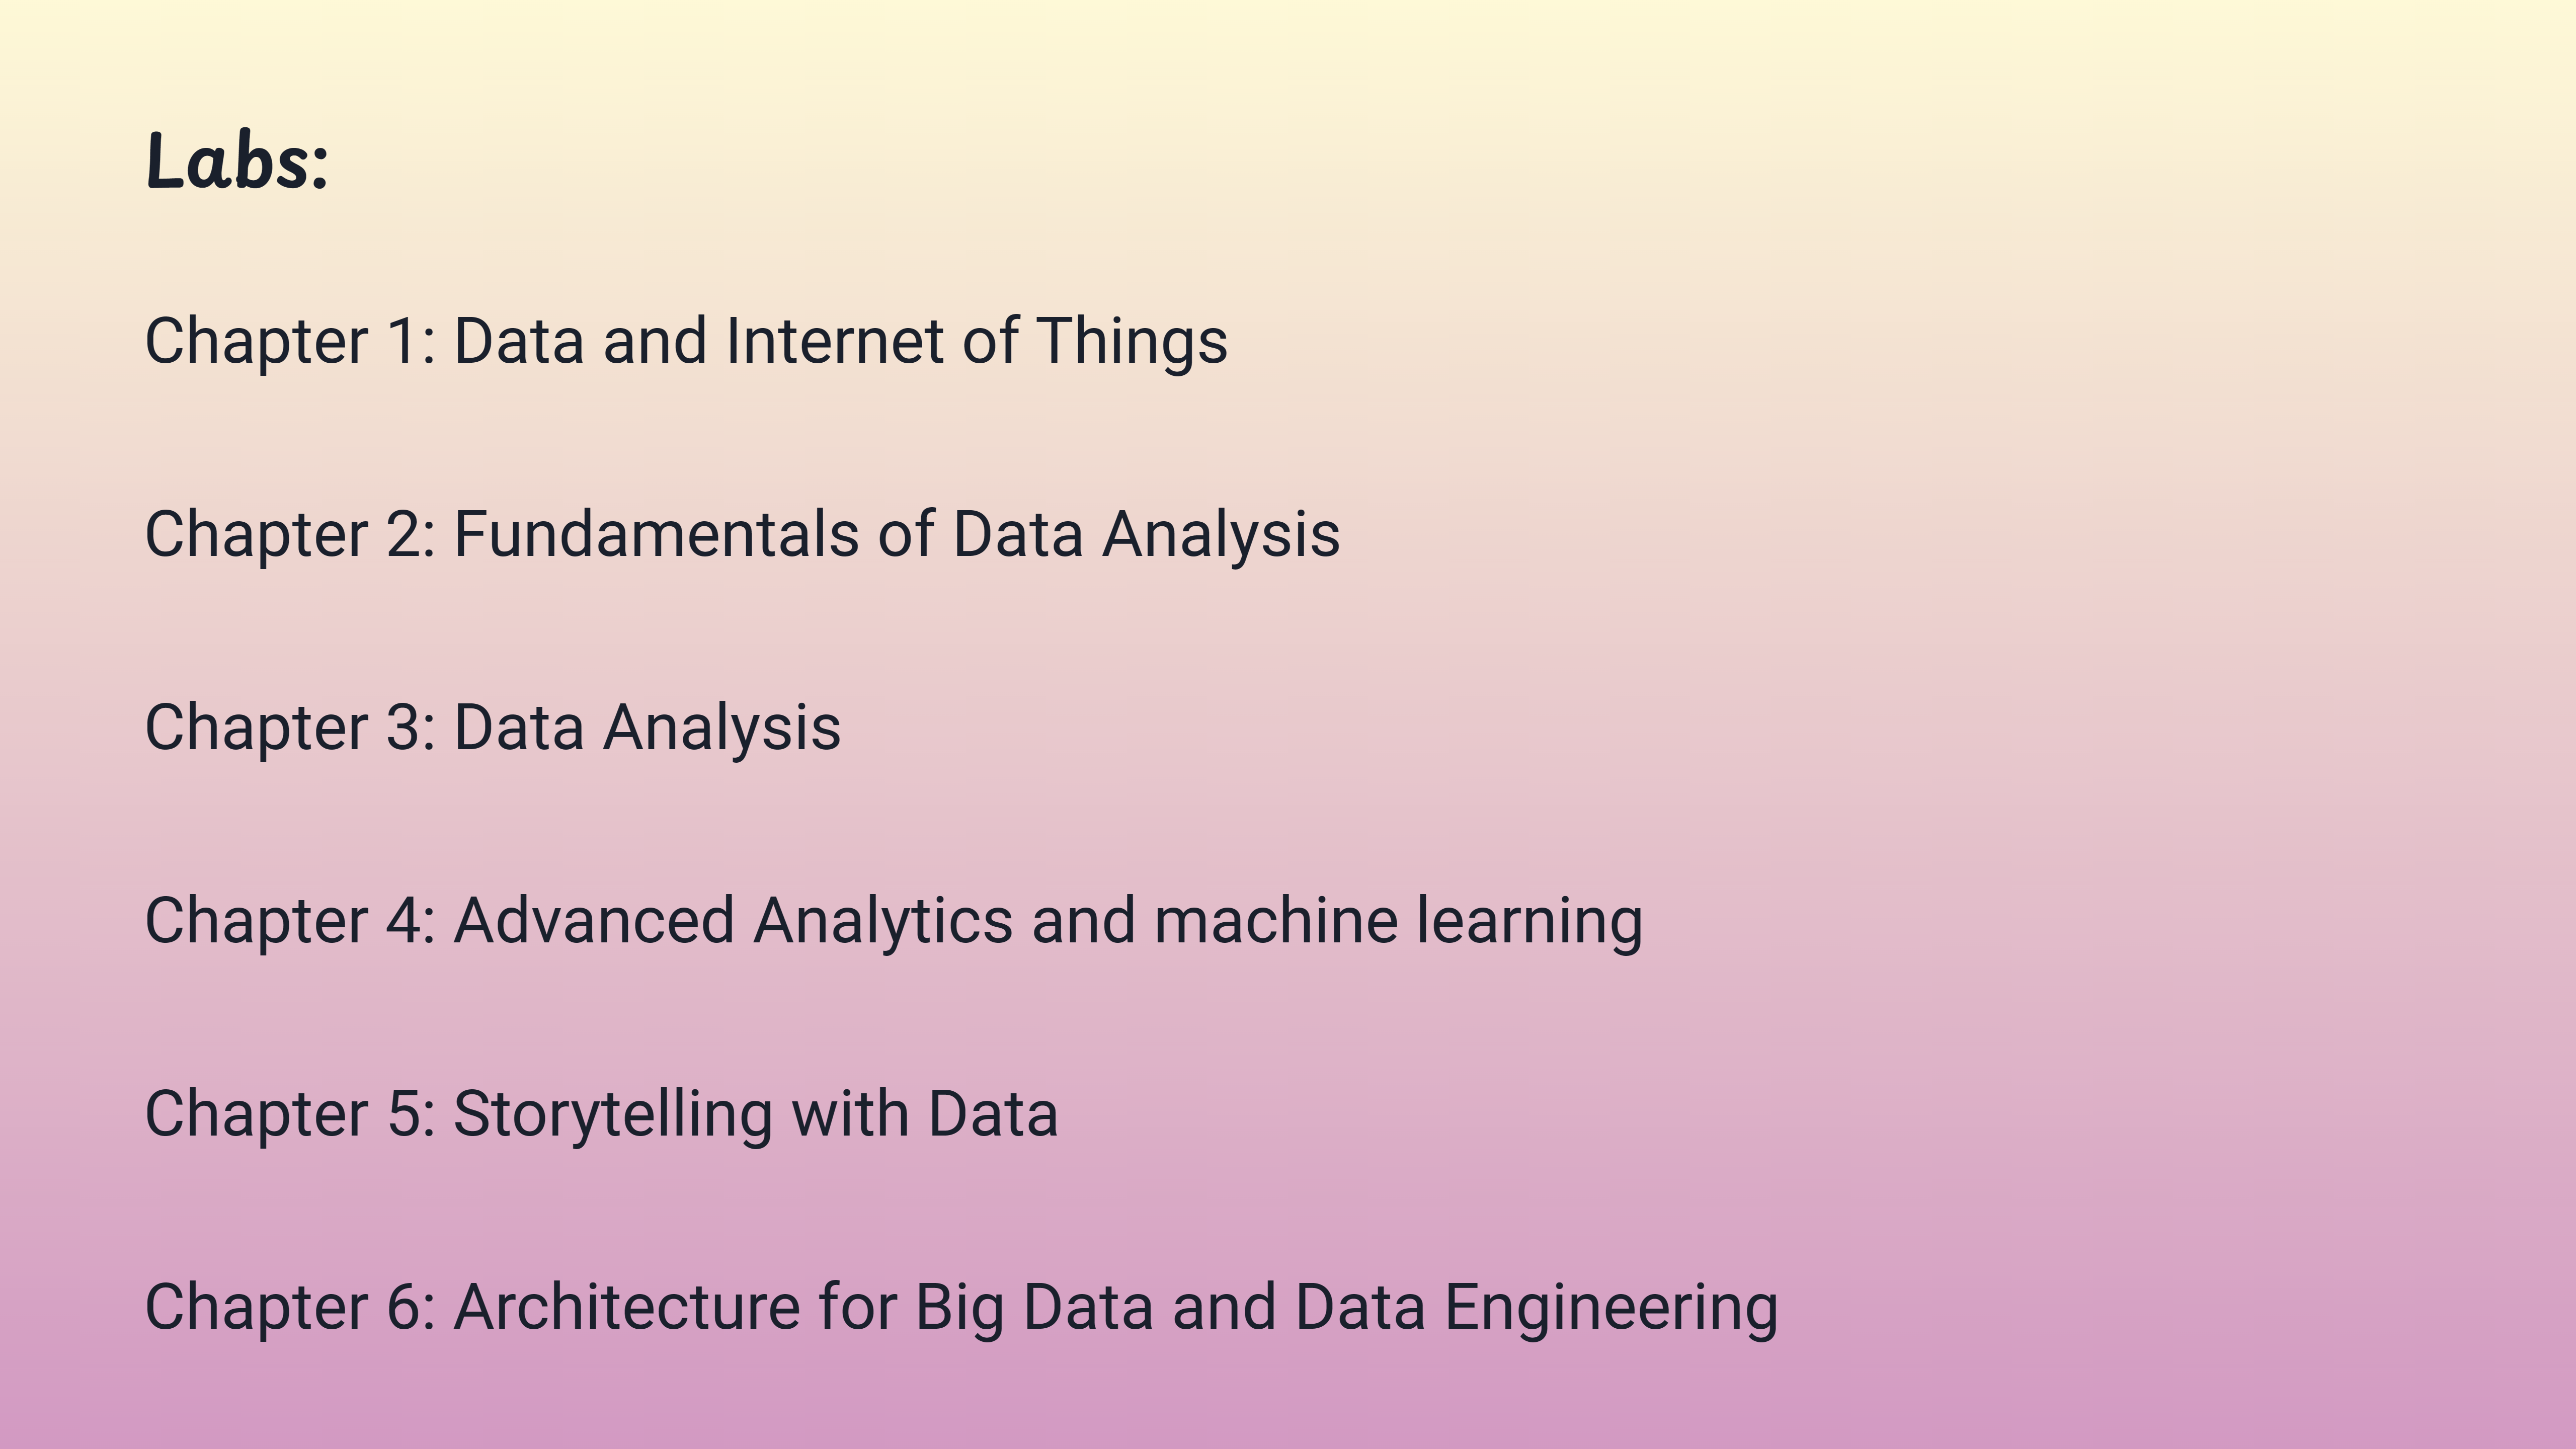 Labs:
Chapter 1: Data and Internet of Things
Chapter 2: Fundamentals of Data Analysis
Chapter 3: Data Analysis
Chapter 4: Advanced Analytics and machine learning
Chapter 5: Storytelling with Data
Chapter 6: Architecture for Big Data and Data Engineering